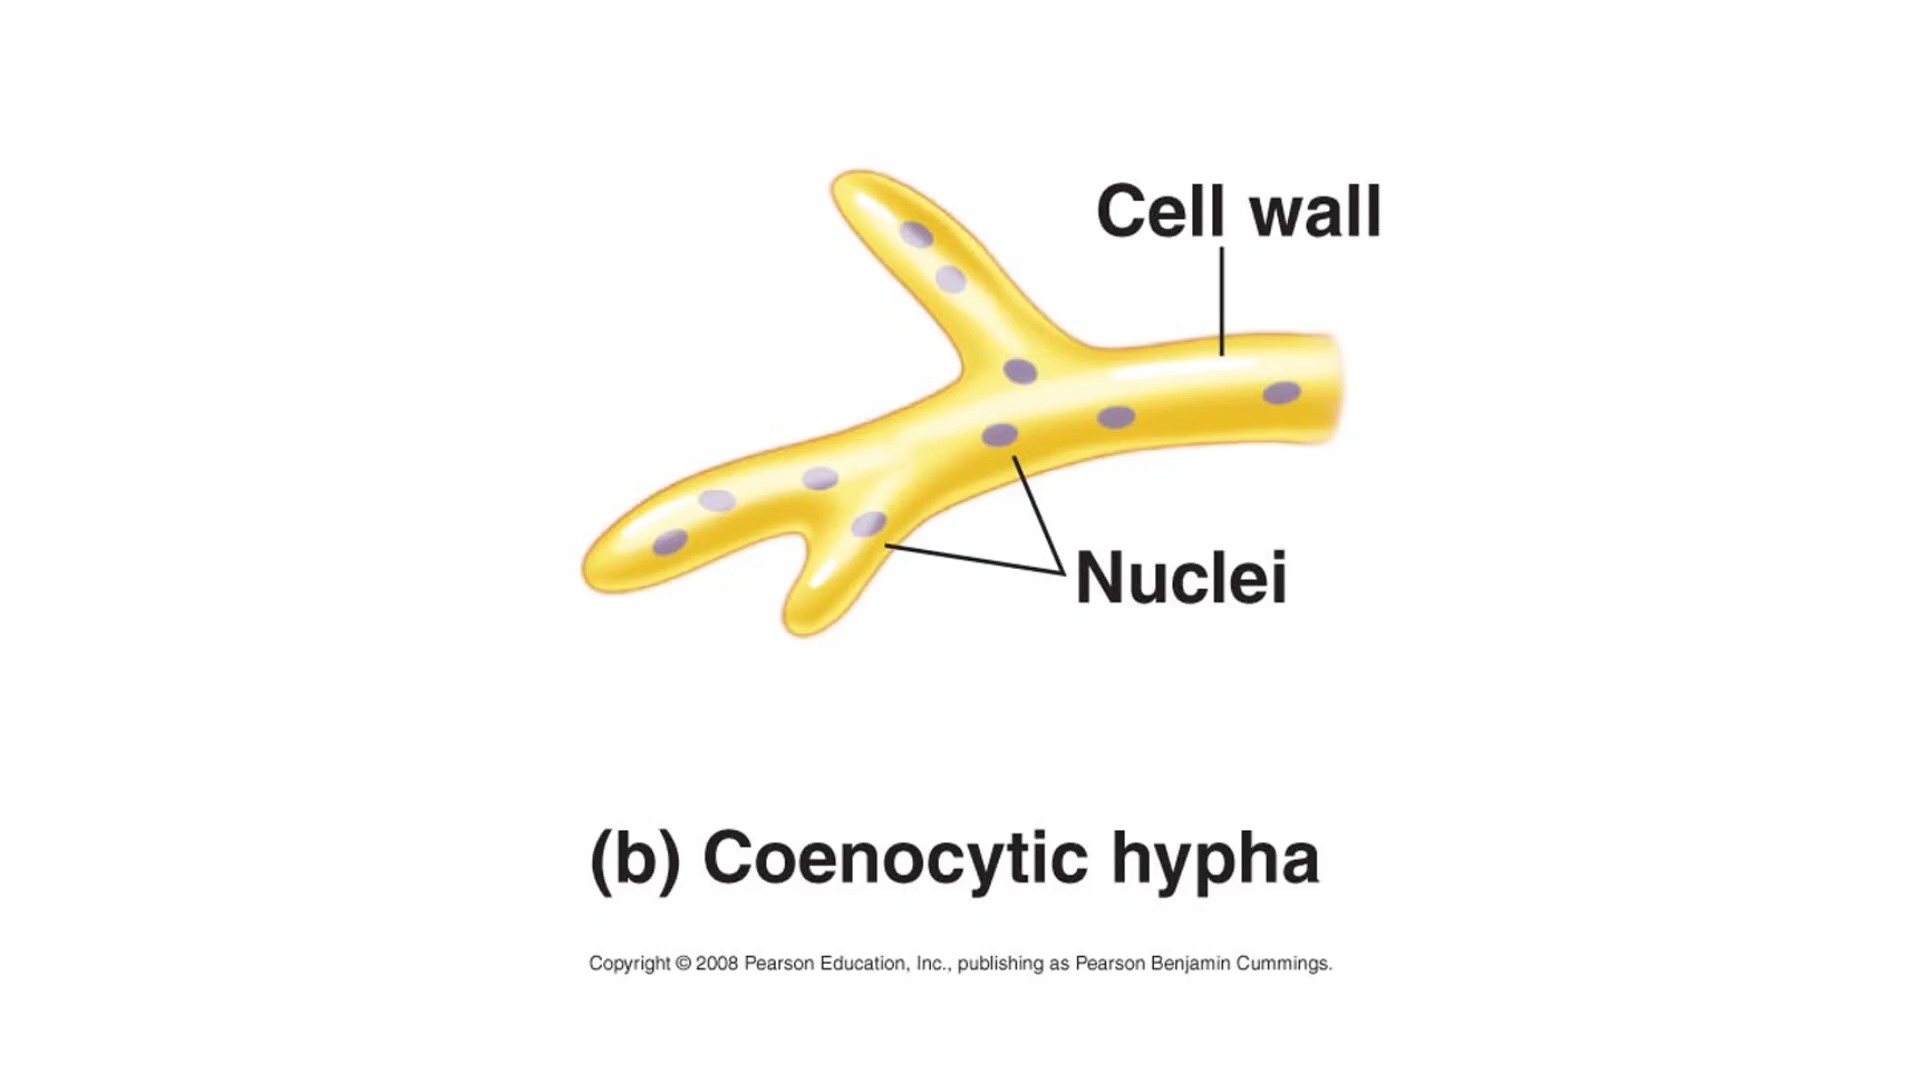 Cell wall
Nuclei
(b) Coenocytic hypha
Copyright © 2008 Pearson Education, Inc., publishing as Pearson Benjamin Cummings.